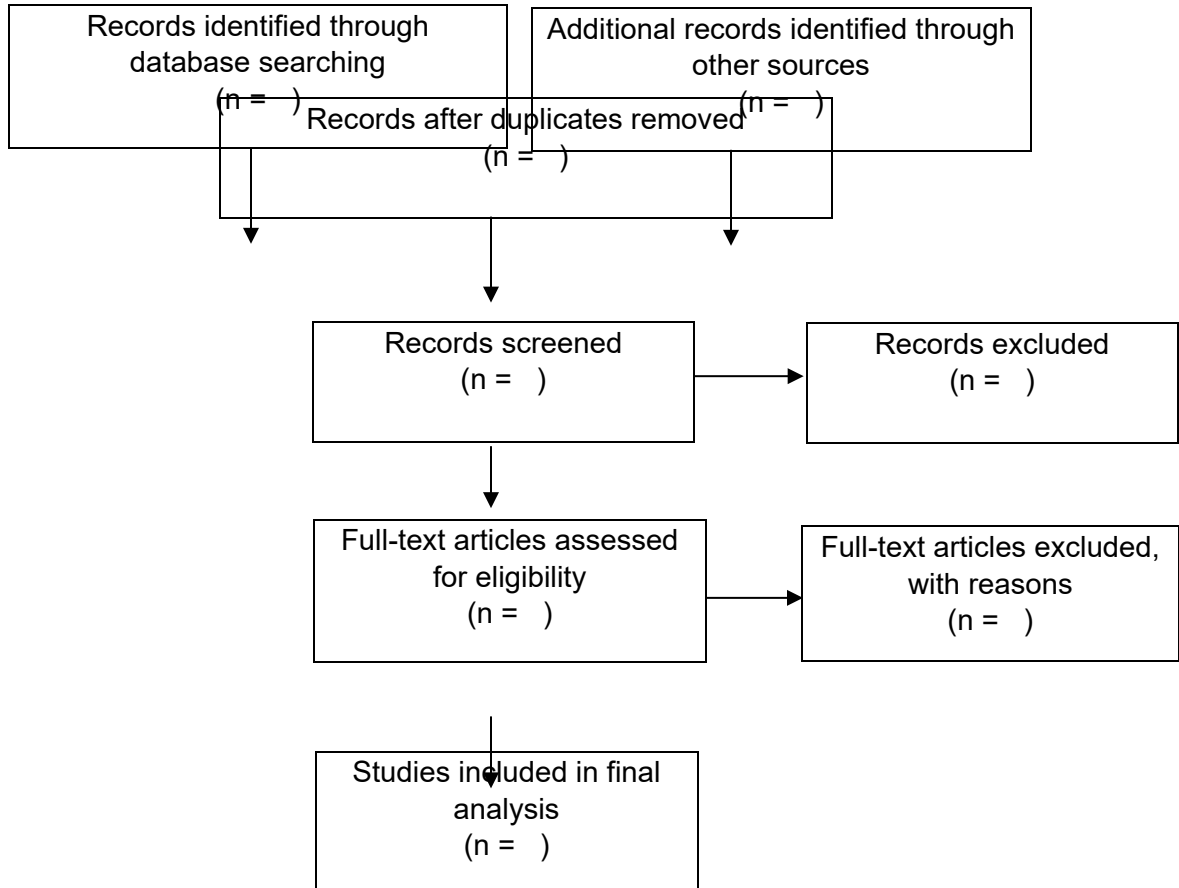 Records identified through
database searching
(n =   )
Additional records identified through
other sources
(n =   )
Records after duplicates removed
(n =   )
Records screened
(n =   )
Records excluded
(n =   )
Full-text articles assessed
for eligibility
(n =   )
Full-text articles excluded,
with reasons
(n =   )
Studies included in final
analysis
(n =   )